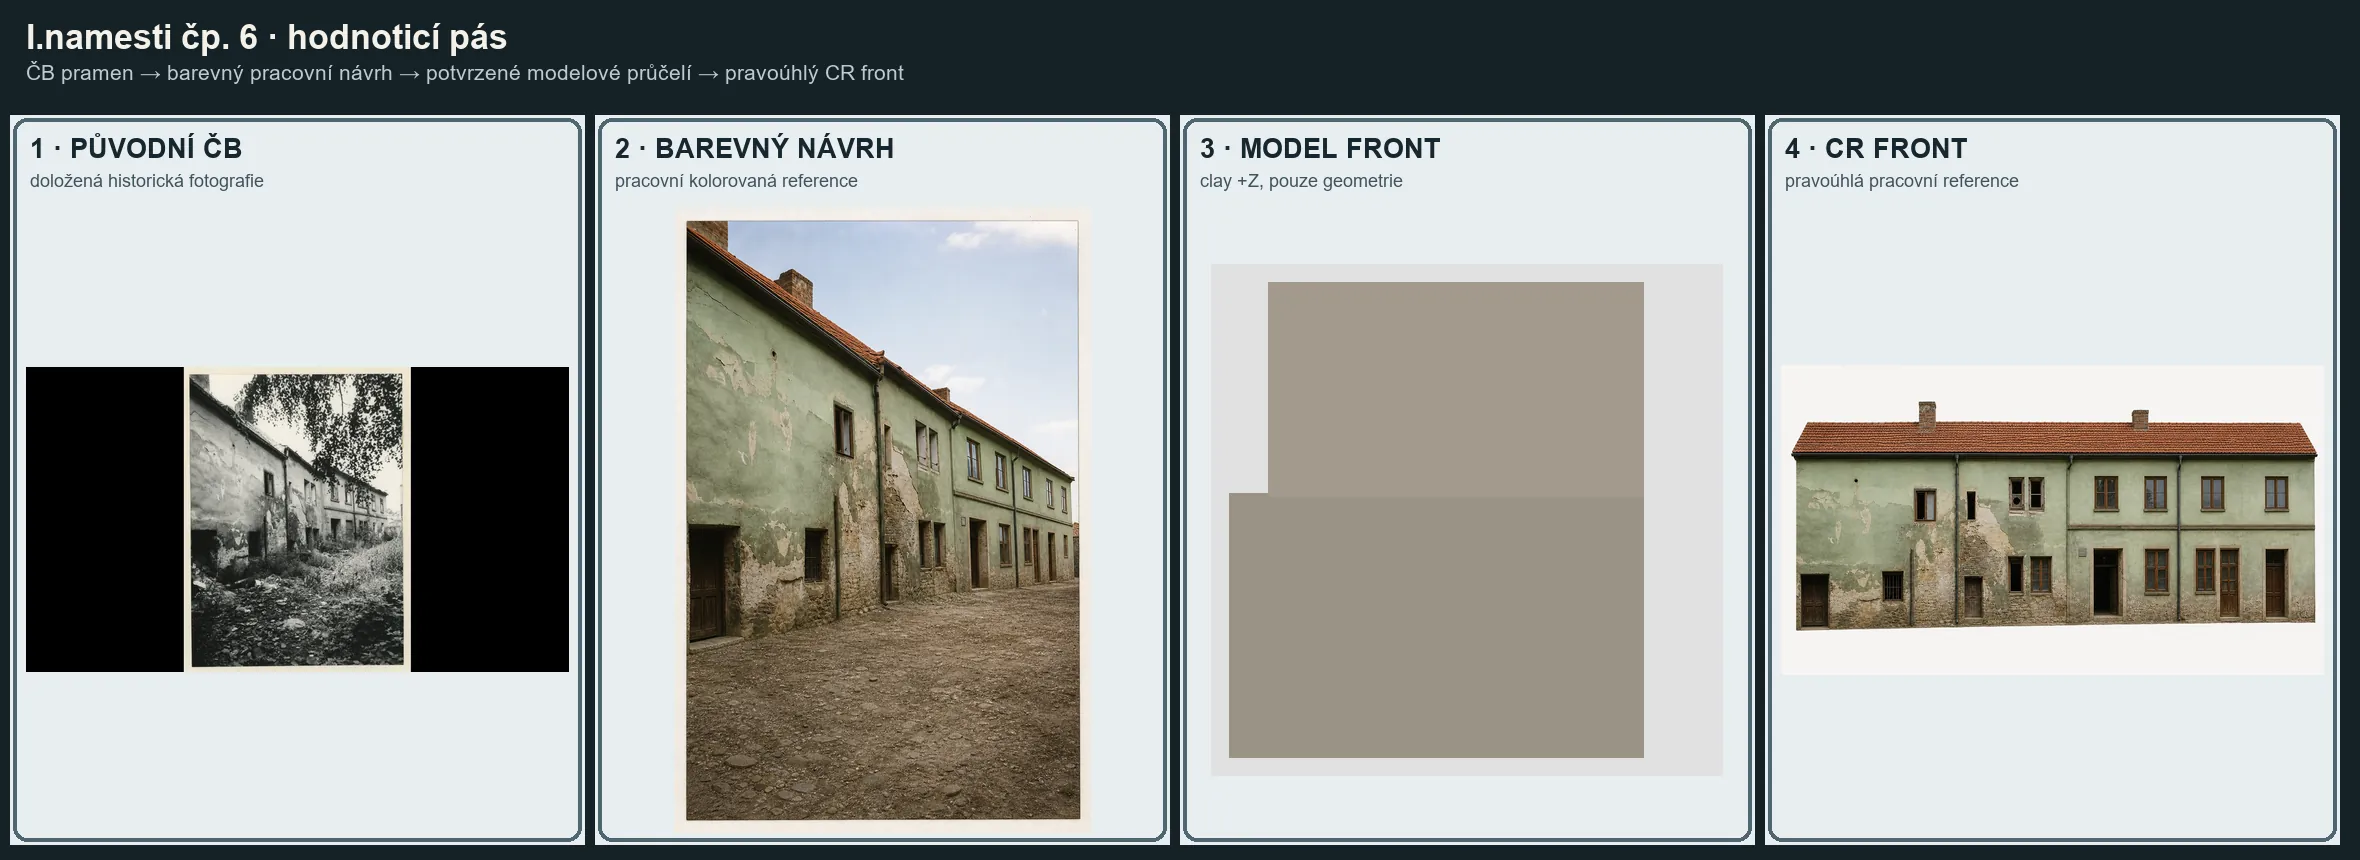 I.namesti čp. 6 · hodnoticí pás
ČB pramen → barevný pracovní návrh → potvrzené modelové průčelí → pravoúhlý CR front
1 · PŮVODNÍ ČB
doložená historická fotografie
2 · BAREVNÝ NÁVRH
pracovní kolorovaná reference
3 · MODEL FRONT
clay +Z, pouze geometrie
4 · CR FRONT
pravoúhlá pracovní reference